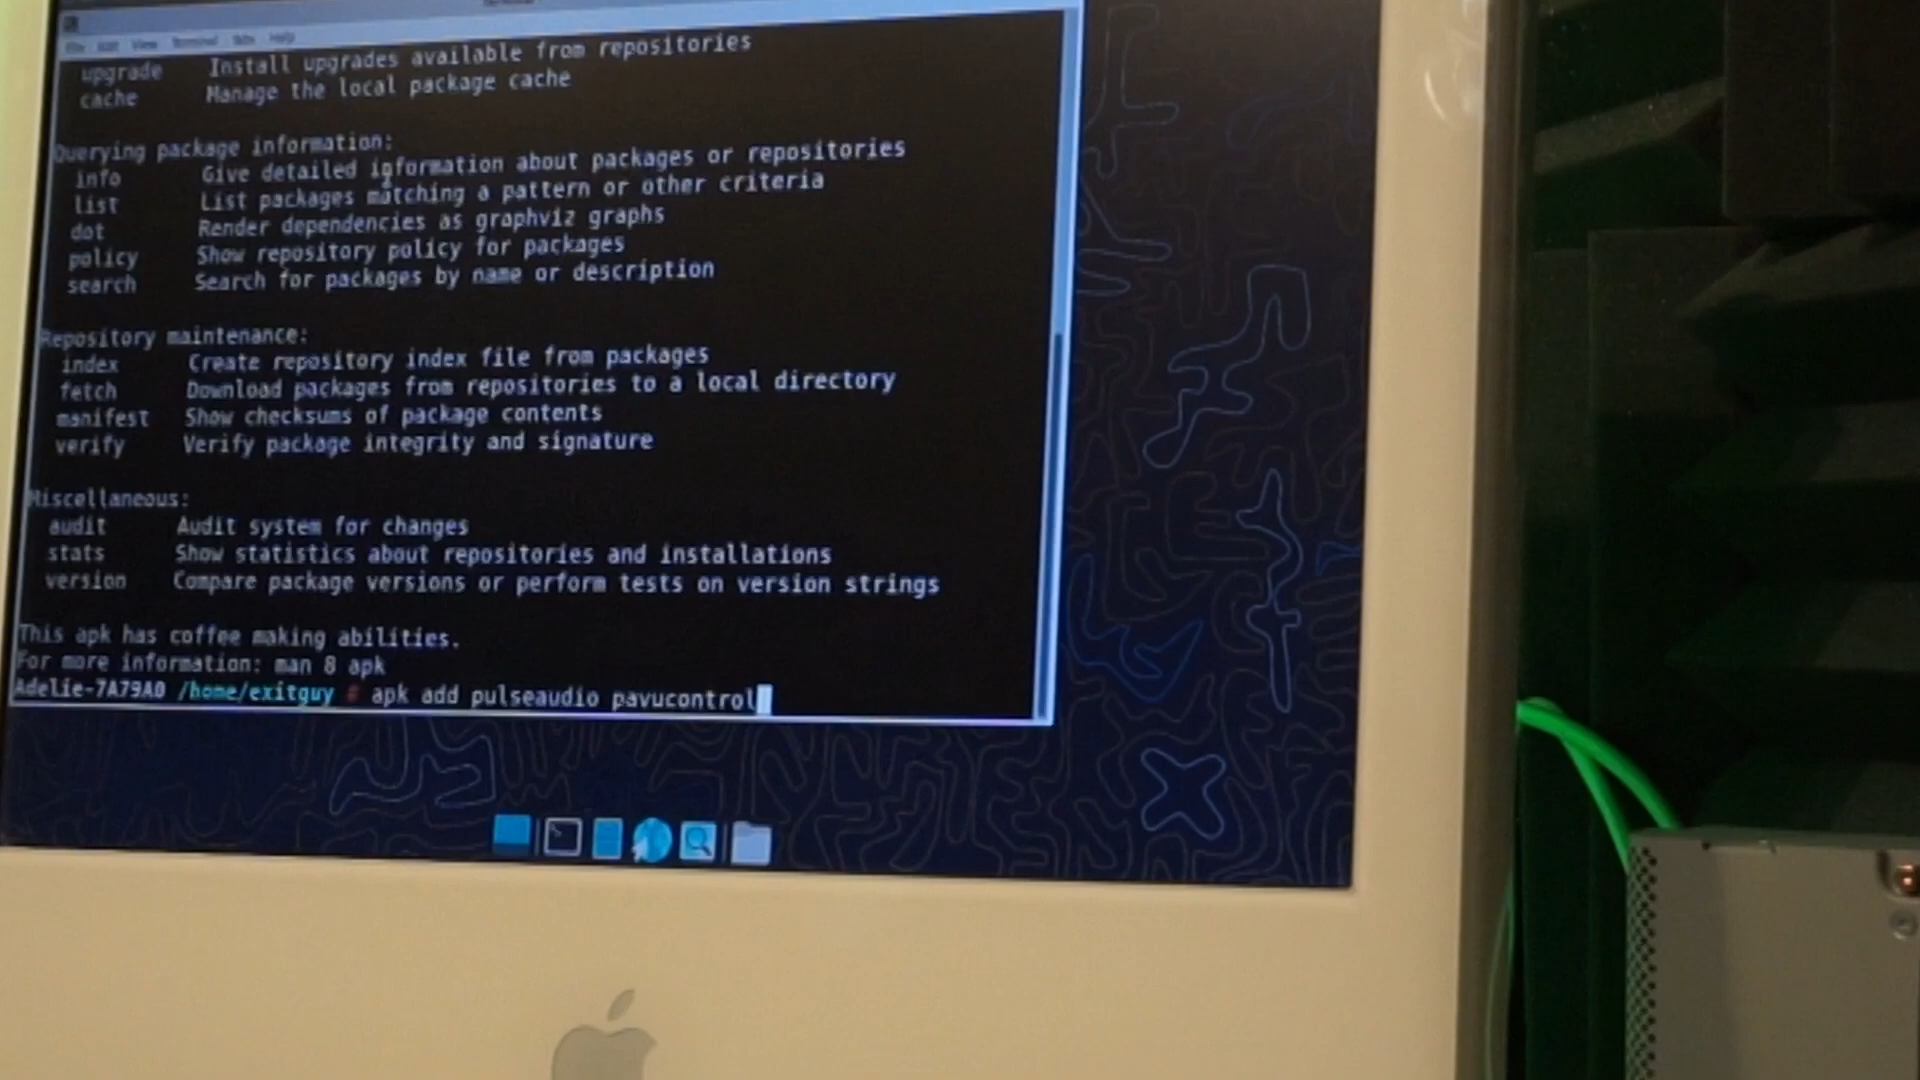 File Edit View Terminal Tabs Help
upgrade Install upgrades available from repositories
cache Manage the local package cache
Querying package information:
info Give detailed information about packages or repositories
list List packages matching a pattern or other criteria
dot Render dependencies as graphviz graphs
policy Show repository policy for packages
search Search for packages by name or description
Repository maintenance:
index Create repository index file from packages
fetch Download packages from repositories to a local directory
manifest Show checksums of package contents
verify Verify package integrity and signature
Miscellaneous:
audit Audit system for changes
stats Show statistics about repositories and installations
version Compare package versions or perform tests on version strings
This apk has coffee making abilities.
For more information: man 8 apk
Adelie-7A79A0 /home/exitguy # apk add pulseaudio pavucontrol